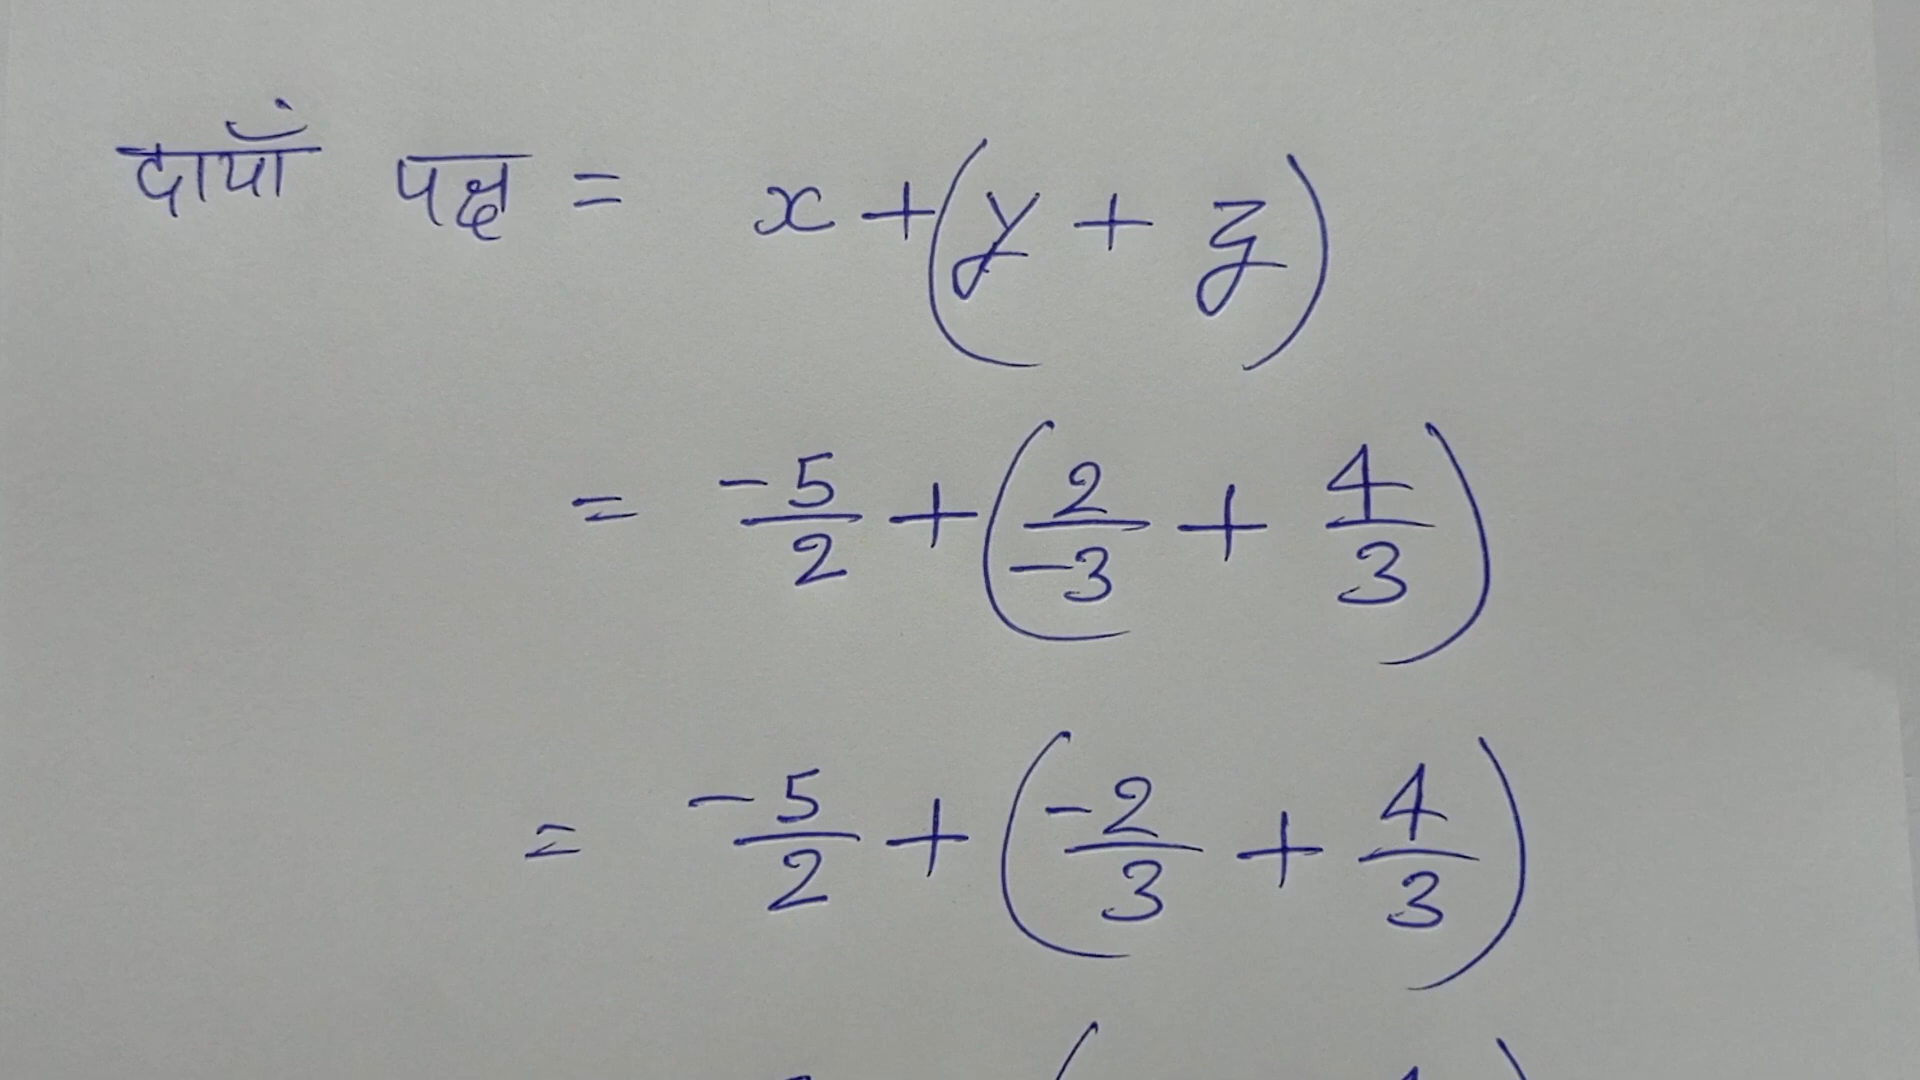 दायाँ पक्ष = x + (y + z)
= -5/2 + (2/-3 + 4/3)
= -5/2 + (-2/3 + 4/3)